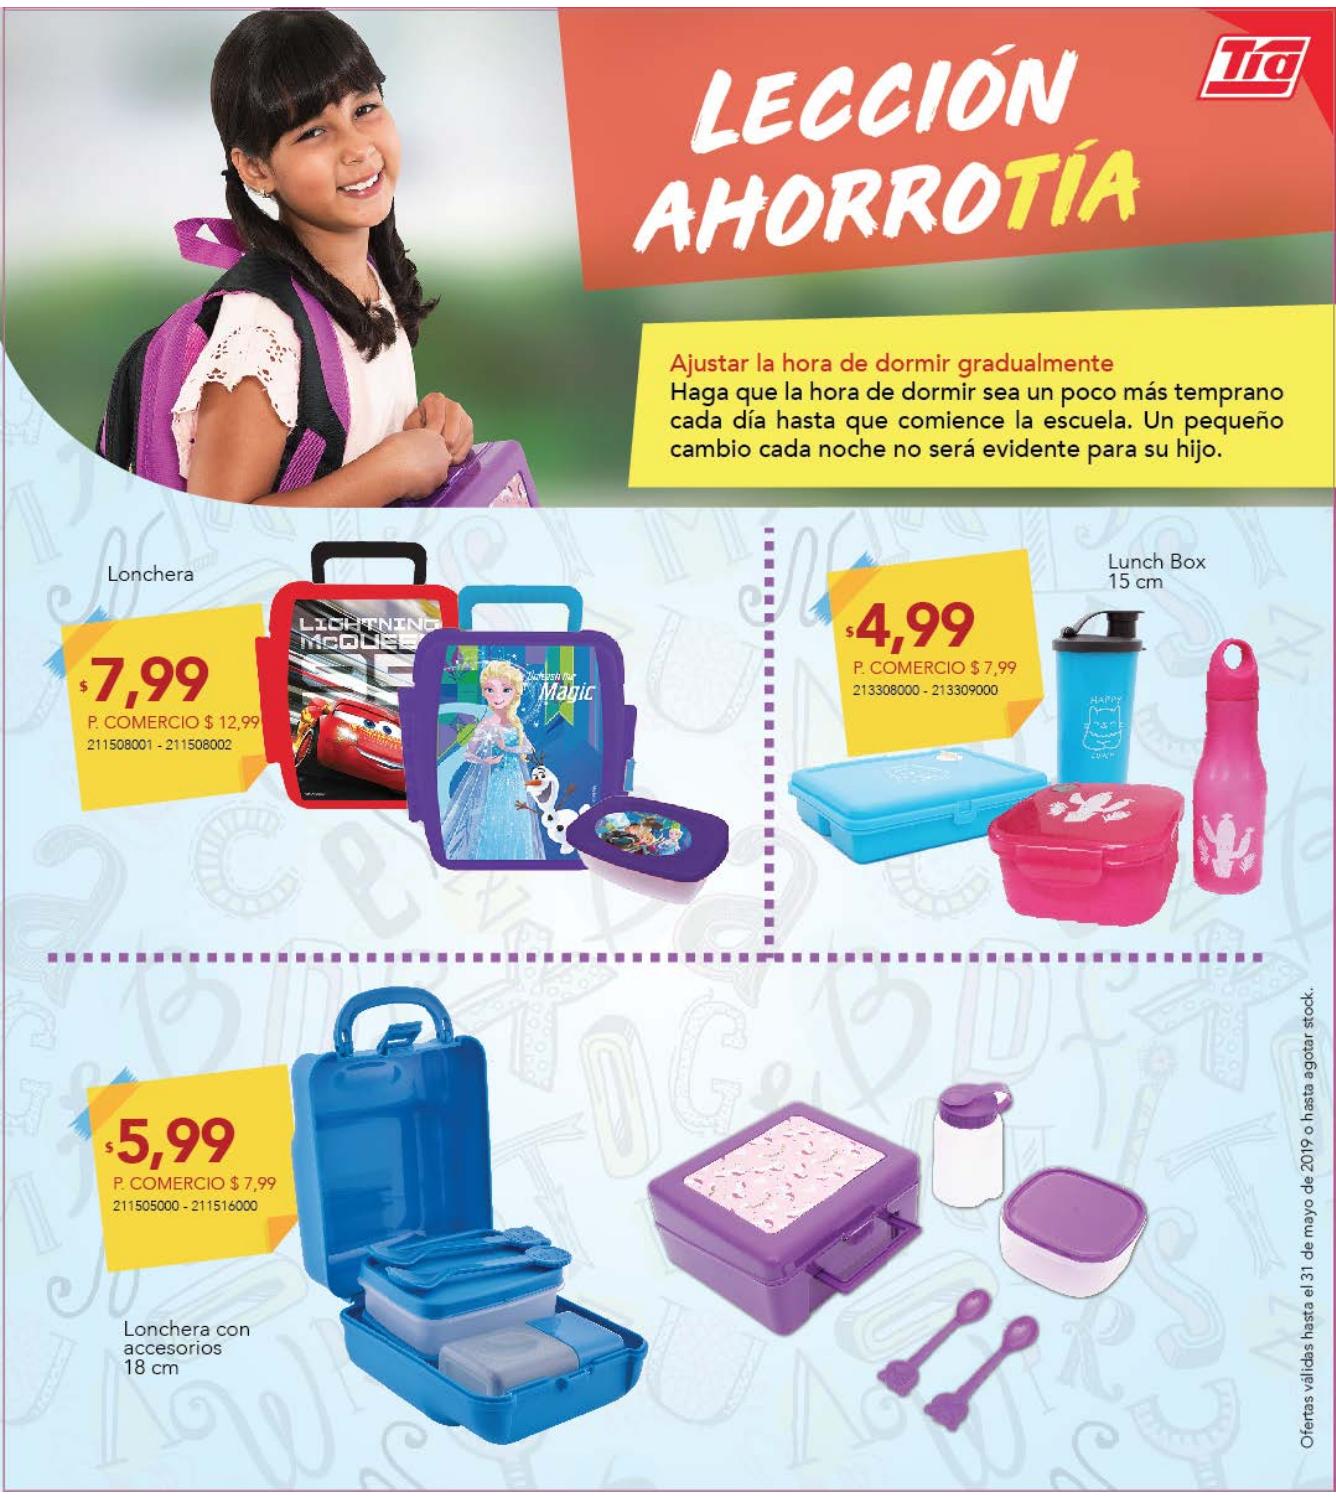 Tía
LECCIÓN
AHORROTÍA
Ajustar la hora de dormir gradualmente
Haga que la hora de dormir sea un poco más temprano
cada día hasta que comience la escuela. Un pequeño
cambio cada noche no será evidente para su hijo.
Lonchera
$7,99
P. COMERCIO $ 12,99
211508001 - 211508002
LIGHTNING
McQUEEN
Unleash the
Magic
Lunch Box
15 cm
$4,99
P. COMERCIO $ 7,99
213308000 - 213309000
HAPPY
LUNCH
$5,99
P. COMERCIO $ 7,99
211505000 - 211516000
Lonchera con
accesorios
18 cm
Ofertas válidas hasta el 31 de mayo de 2019 o hasta agotar stock.